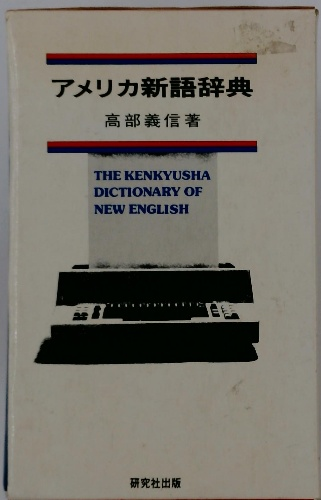 アメリカ新語辞典
高部義信著
THE KENKYUSHA
DICTIONARY OF
NEW ENGLISH
研究社出版